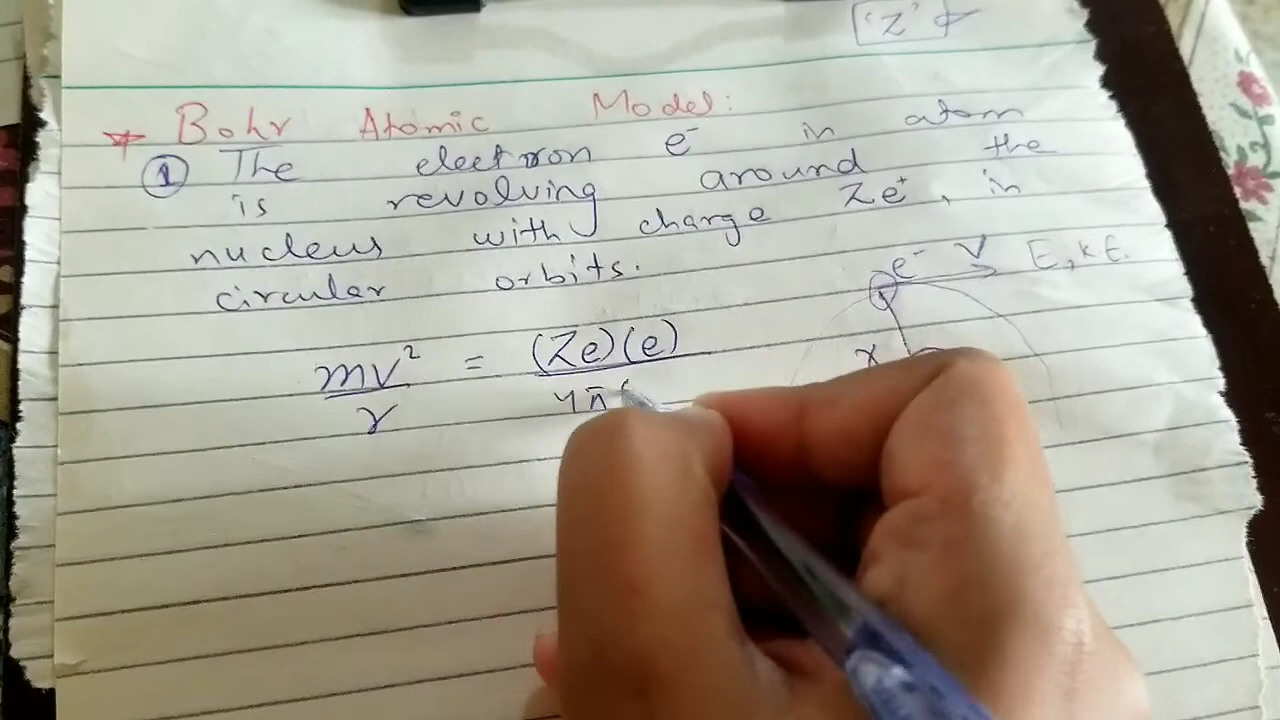 'Z'
* Bohr Atomic Model:
① The electron e⁻ in atom
is revolving around the
nucleus with charge Ze⁺, in
circular orbits.
e⁻ V E, K.E.
r
mv²/r = (Ze)(e)/4π